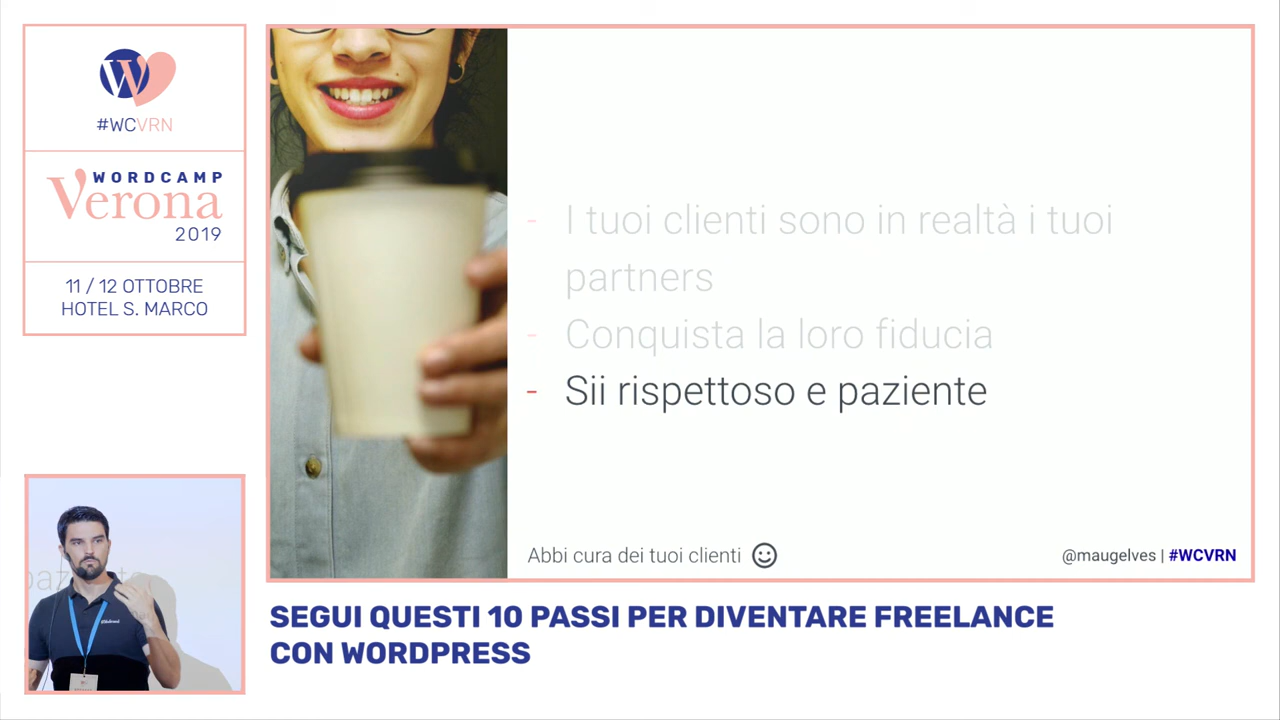 #WCVRN
WORDCAMP
Verona
2019
11 / 12 OTTOBRE
HOTEL S. MARCO
- I tuoi clienti sono in realtà i tuoi
partners
- Conquista la loro fiducia
- Sii rispettoso e paziente
Abbi cura dei tuoi clienti
@maugelves | #WCVRN
SEGUI QUESTI 10 PASSI PER DIVENTARE FREELANCE
CON WORDPRESS